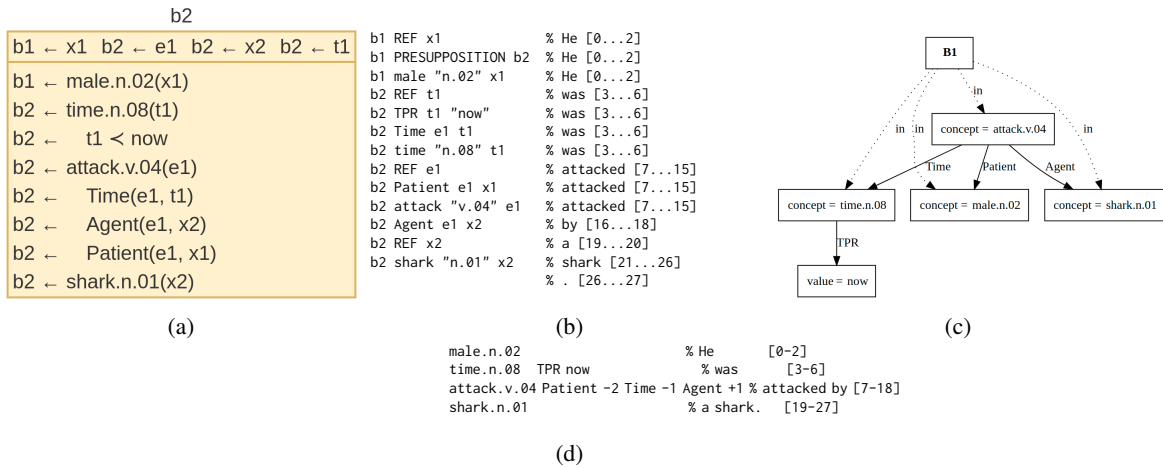 b2
b1 ← x1 b2 ← e1 b2 ← x2 b2 ← t1
b1 ← male.n.02(x1)
b2 ← time.n.08(t1)
b2 ← t1 ≺ now
b2 ← attack.v.04(e1)
b2 ← Time(e1, t1)
b2 ← Agent(e1, x2)
b2 ← Patient(e1, x1)
b2 ← shark.n.01(x2)
(a)
b1 REF x1 % He [0...2]
b1 PRESUPPOSITION b2 % He [0...2]
b1 male "n.02" x1 % He [0...2]
b2 REF t1 % was [3...6]
b2 TPR t1 "now" % was [3...6]
b2 Time e1 t1 % was [3...6]
b2 time "n.08" t1 % was [3...6]
b2 REF e1 % attacked [7...15]
b2 Patient e1 x1 % attacked [7...15]
b2 attack "v.04" e1 % attacked [7...15]
b2 Agent e1 x2 % by [16...18]
b2 REF x2 % a [19...20]
b2 shark "n.01" x2 % shark [21...26]
% . [26...27]
(b)
B1
in
in in in
concept = attack.v.04
Time Patient Agent
concept = time.n.08 concept = male.n.02 concept = shark.n.01
TPR
value = now
(c)
male.n.02 % He [0-2]
time.n.08 TPR now % was [3-6]
attack.v.04 Patient -2 Time -1 Agent +1 % attacked by [7-18]
shark.n.01 % a shark. [19-27]
(d)